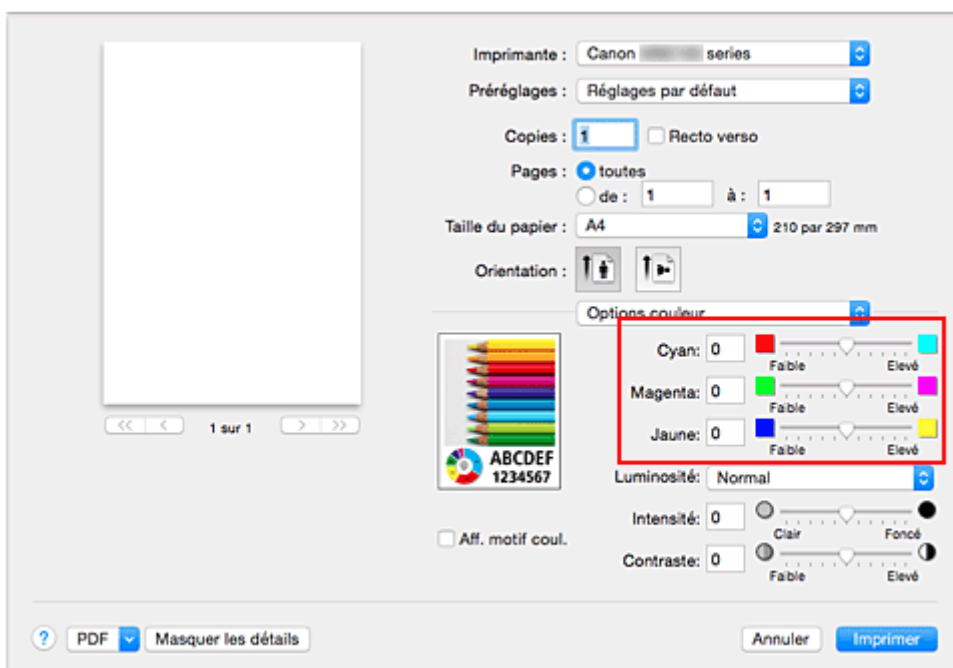 Imprimante : Canon series
Préréglages : Réglages par défaut
Copies : 1 Recto verso
Pages : toutes
de : 1 à : 1
Taille du papier : A4 210 par 297 mm
Orientation :
Options couleur
Cyan: 0
Faible Elevé
Magenta: 0
Faible Elevé
Jaune: 0
Faible Elevé
ABCDEF
1234567
Luminosité: Normal
Intensité: 0
Clair Foncé
Aff. motif coul.
Contraste: 0
Faible Elevé
<< < 1 sur 1 > >>
? PDF Masquer les détails Annuler Imprimer